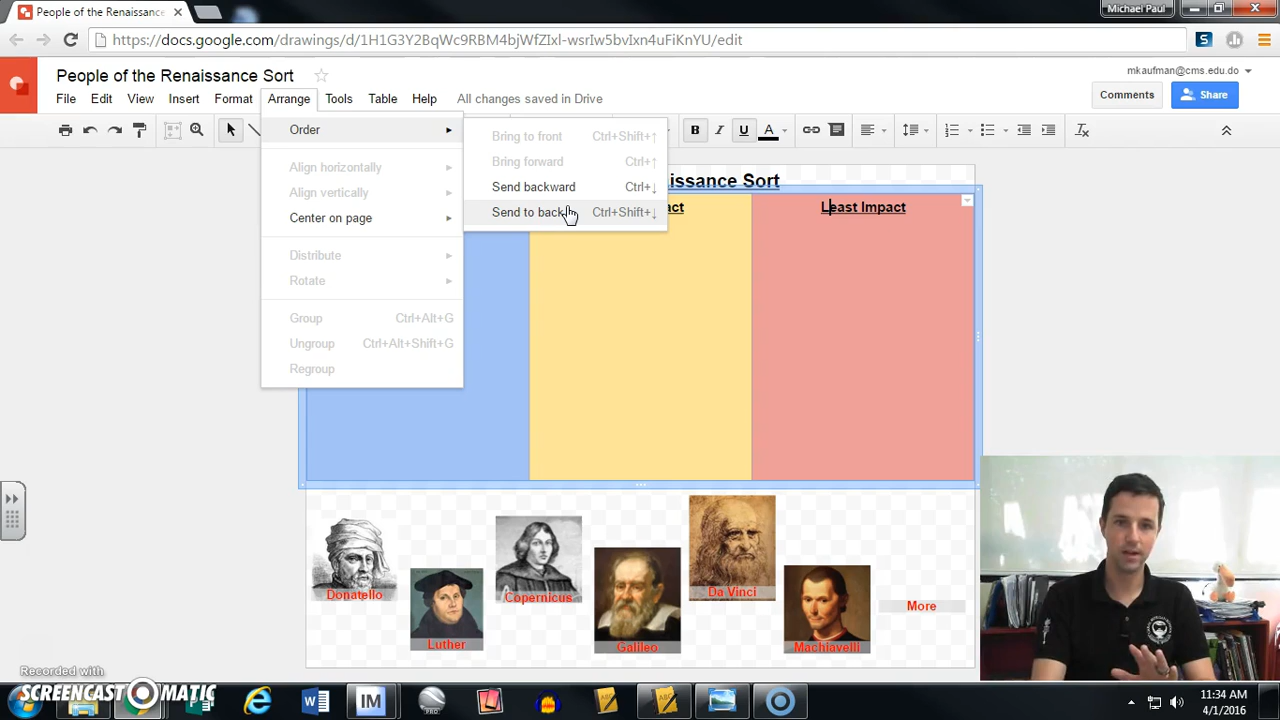 People of the Renaissance
Michael Paul
https://docs.google.com/drawings/d/1H1G3Y2BqWc9RBM4bjWfZIxl-wsrIw5bvIxn4uFiKnYU/edit
People of the Renaissance Sort
mkaufman@cms.edu.do
File Edit View Insert Format Arrange Tools Table Help All changes saved in Drive
Comments Share
Order
Align horizontally
Align vertically
Center on page
Distribute
Rotate
Group Ctrl+Alt+G
Ungroup Ctrl+Alt+Shift+G
Regroup
Bring to front Ctrl+Shift+↑
Bring forward Ctrl+↑
Send backward Ctrl+↓
Send to back Ctrl+Shift+↓
B I U A
issance Sort
act
Least Impact
Donatello
Luther
Copernicus
Galileo
Da Vinci
Machiavelli
More
Recorded with
SCREENCAST-O-MATIC
IM
11:34 AM
4/1/2016